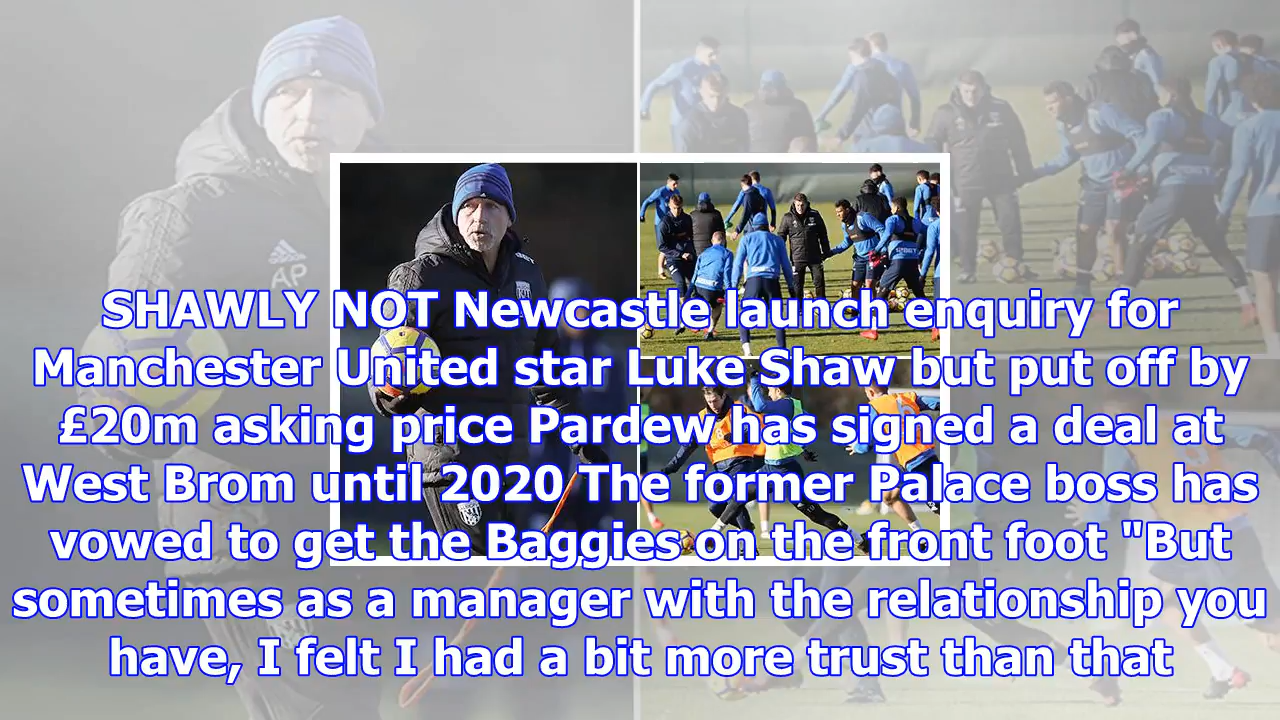 AP
SHAWLY NOT Newcastle launch enquiry for
Manchester United star Luke Shaw but put off by
£20m asking price Pardew has signed a deal at
West Brom until 2020 The former Palace boss has
vowed to get the Baggies on the front foot "But
sometimes as a manager with the relationship you
have, I felt I had a bit more trust than that